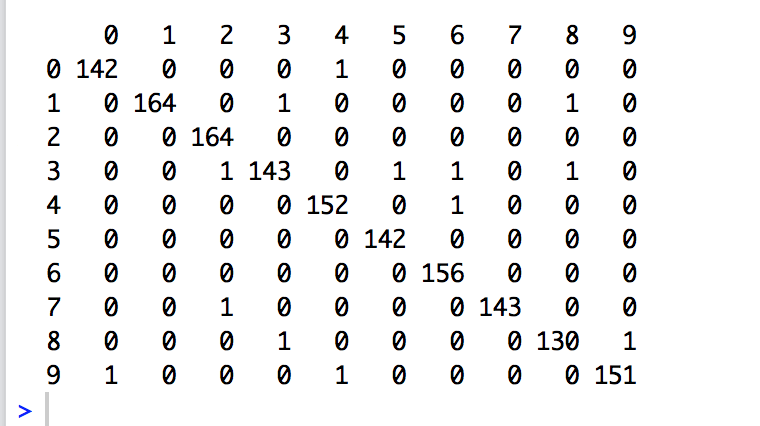 0 1 2 3 4 5 6 7 8 9
0 142 0 0 0 1 0 0 0 0 0
1 0 164 0 1 0 0 0 0 1 0
2 0 0 164 0 0 0 0 0 0 0
3 0 0 1 143 0 1 1 0 1 0
4 0 0 0 0 152 0 1 0 0 0
5 0 0 0 0 0 142 0 0 0 0
6 0 0 0 0 0 0 156 0 0 0
7 0 0 1 0 0 0 0 143 0 0
8 0 0 0 1 0 0 0 0 130 1
9 1 0 0 0 1 0 0 0 0 151
>